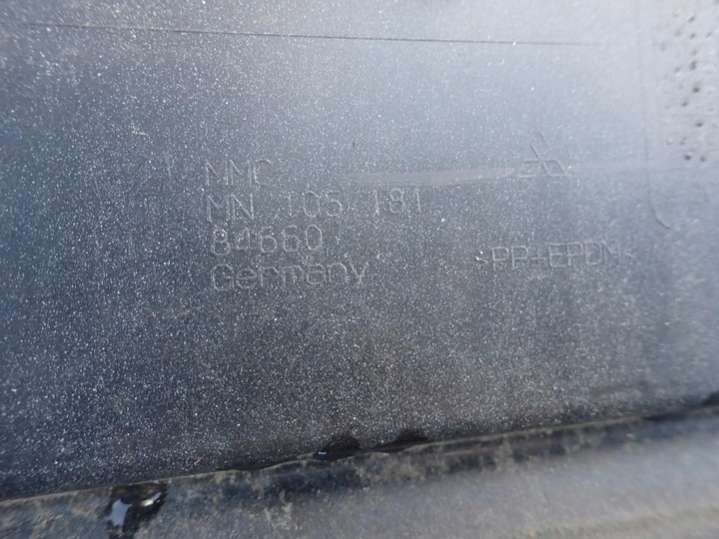 MMC
MN 105 181
84660
Germany
>PP+EPDM<